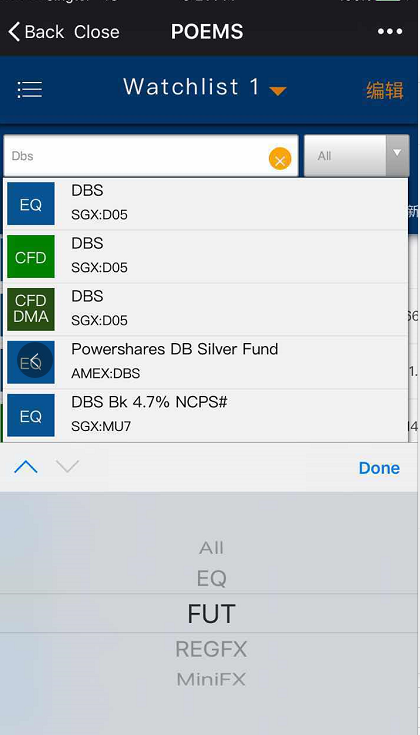 Back Close POEMS •••
Watchlist 1 编辑
Dbs All
新
EQ DBS
SGX:D05
CFD DBS
SGX:D05
CFD DMA DBS
SGX:D05
EQ Powershares DB Silver Fund
AMEX:DBS
EQ DBS Bk 4.7% NCPS#
SGX:MU7
Done
All
EQ
FUT
REGFX
MiniFX